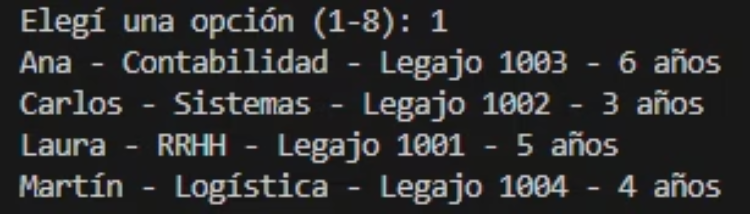 Elegí una opción (1-8): 1
Ana - Contabilidad - Legajo 1003 - 6 años
Carlos - Sistemas - Legajo 1002 - 3 años
Laura - RRHH - Legajo 1001 - 5 años
Martín - Logística - Legajo 1004 - 4 años